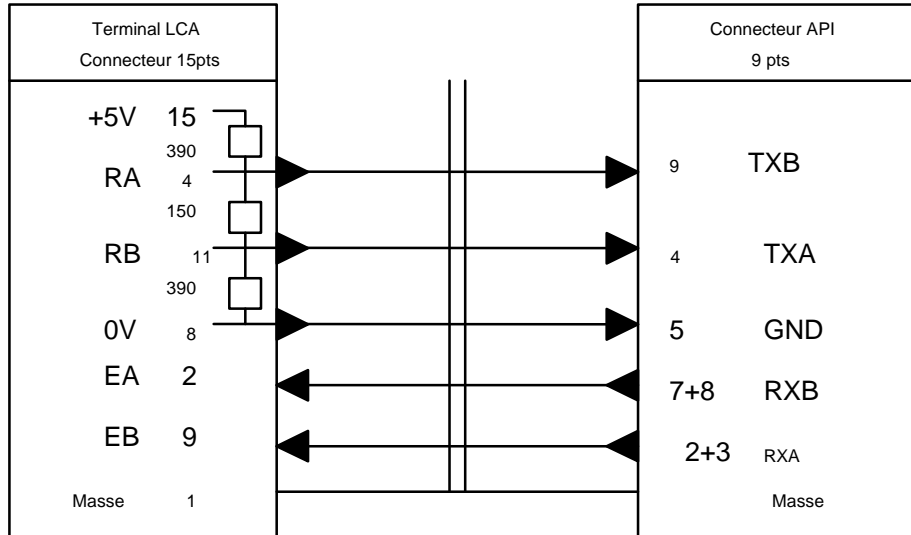 Terminal LCA
Connecteur 15pts
Connecteur API
9 pts
+5V 15
390
RA 4
150
RB 11
390
0V 8
EA 2
EB 9
Masse 1
9 TXB
4 TXA
5 GND
7+8 RXB
2+3 RXA
Masse